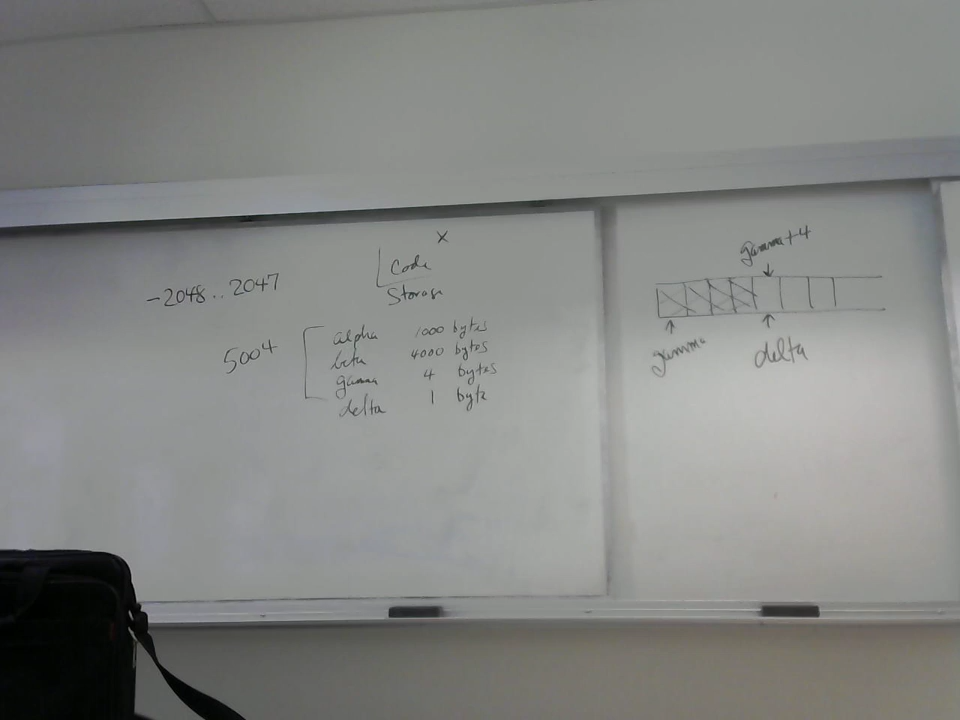 X
Code
Storage
-2048..2047
5004
alpha 1000 bytes
beta 4000 bytes
gamma 4 bytes
delta 1 byte
gamma+4
gamma
delta